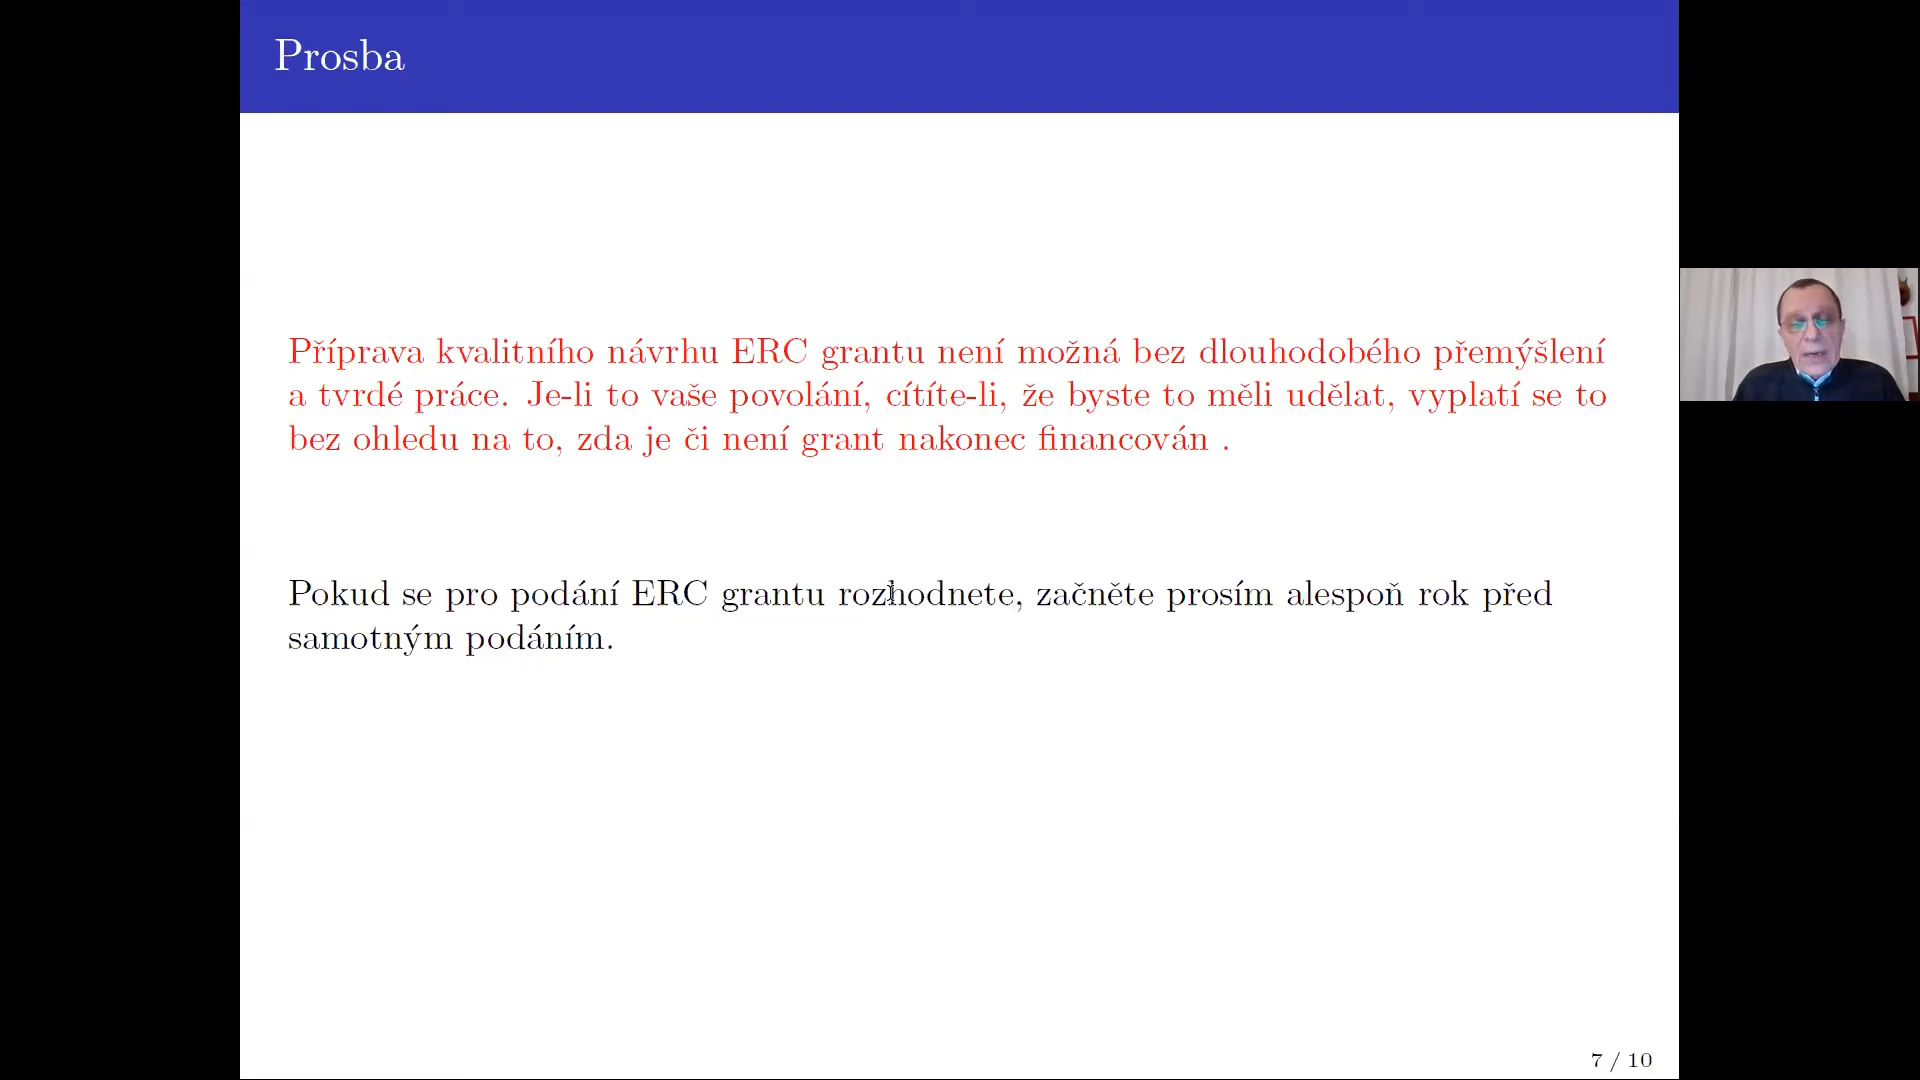 Prosba
Příprava kvalitního návrhu ERC grantu není možná bez dlouhodobého přemýšlení
a tvrdé práce. Je-li to vaše povolání, cítíte-li, že byste to měli udělat, vyplatí se to
bez ohledu na to, zda je či není grant nakonec financován .
Pokud se pro podání ERC grantu rozhodnete, začněte prosím alespoň rok před
samotným podáním.
7 / 10